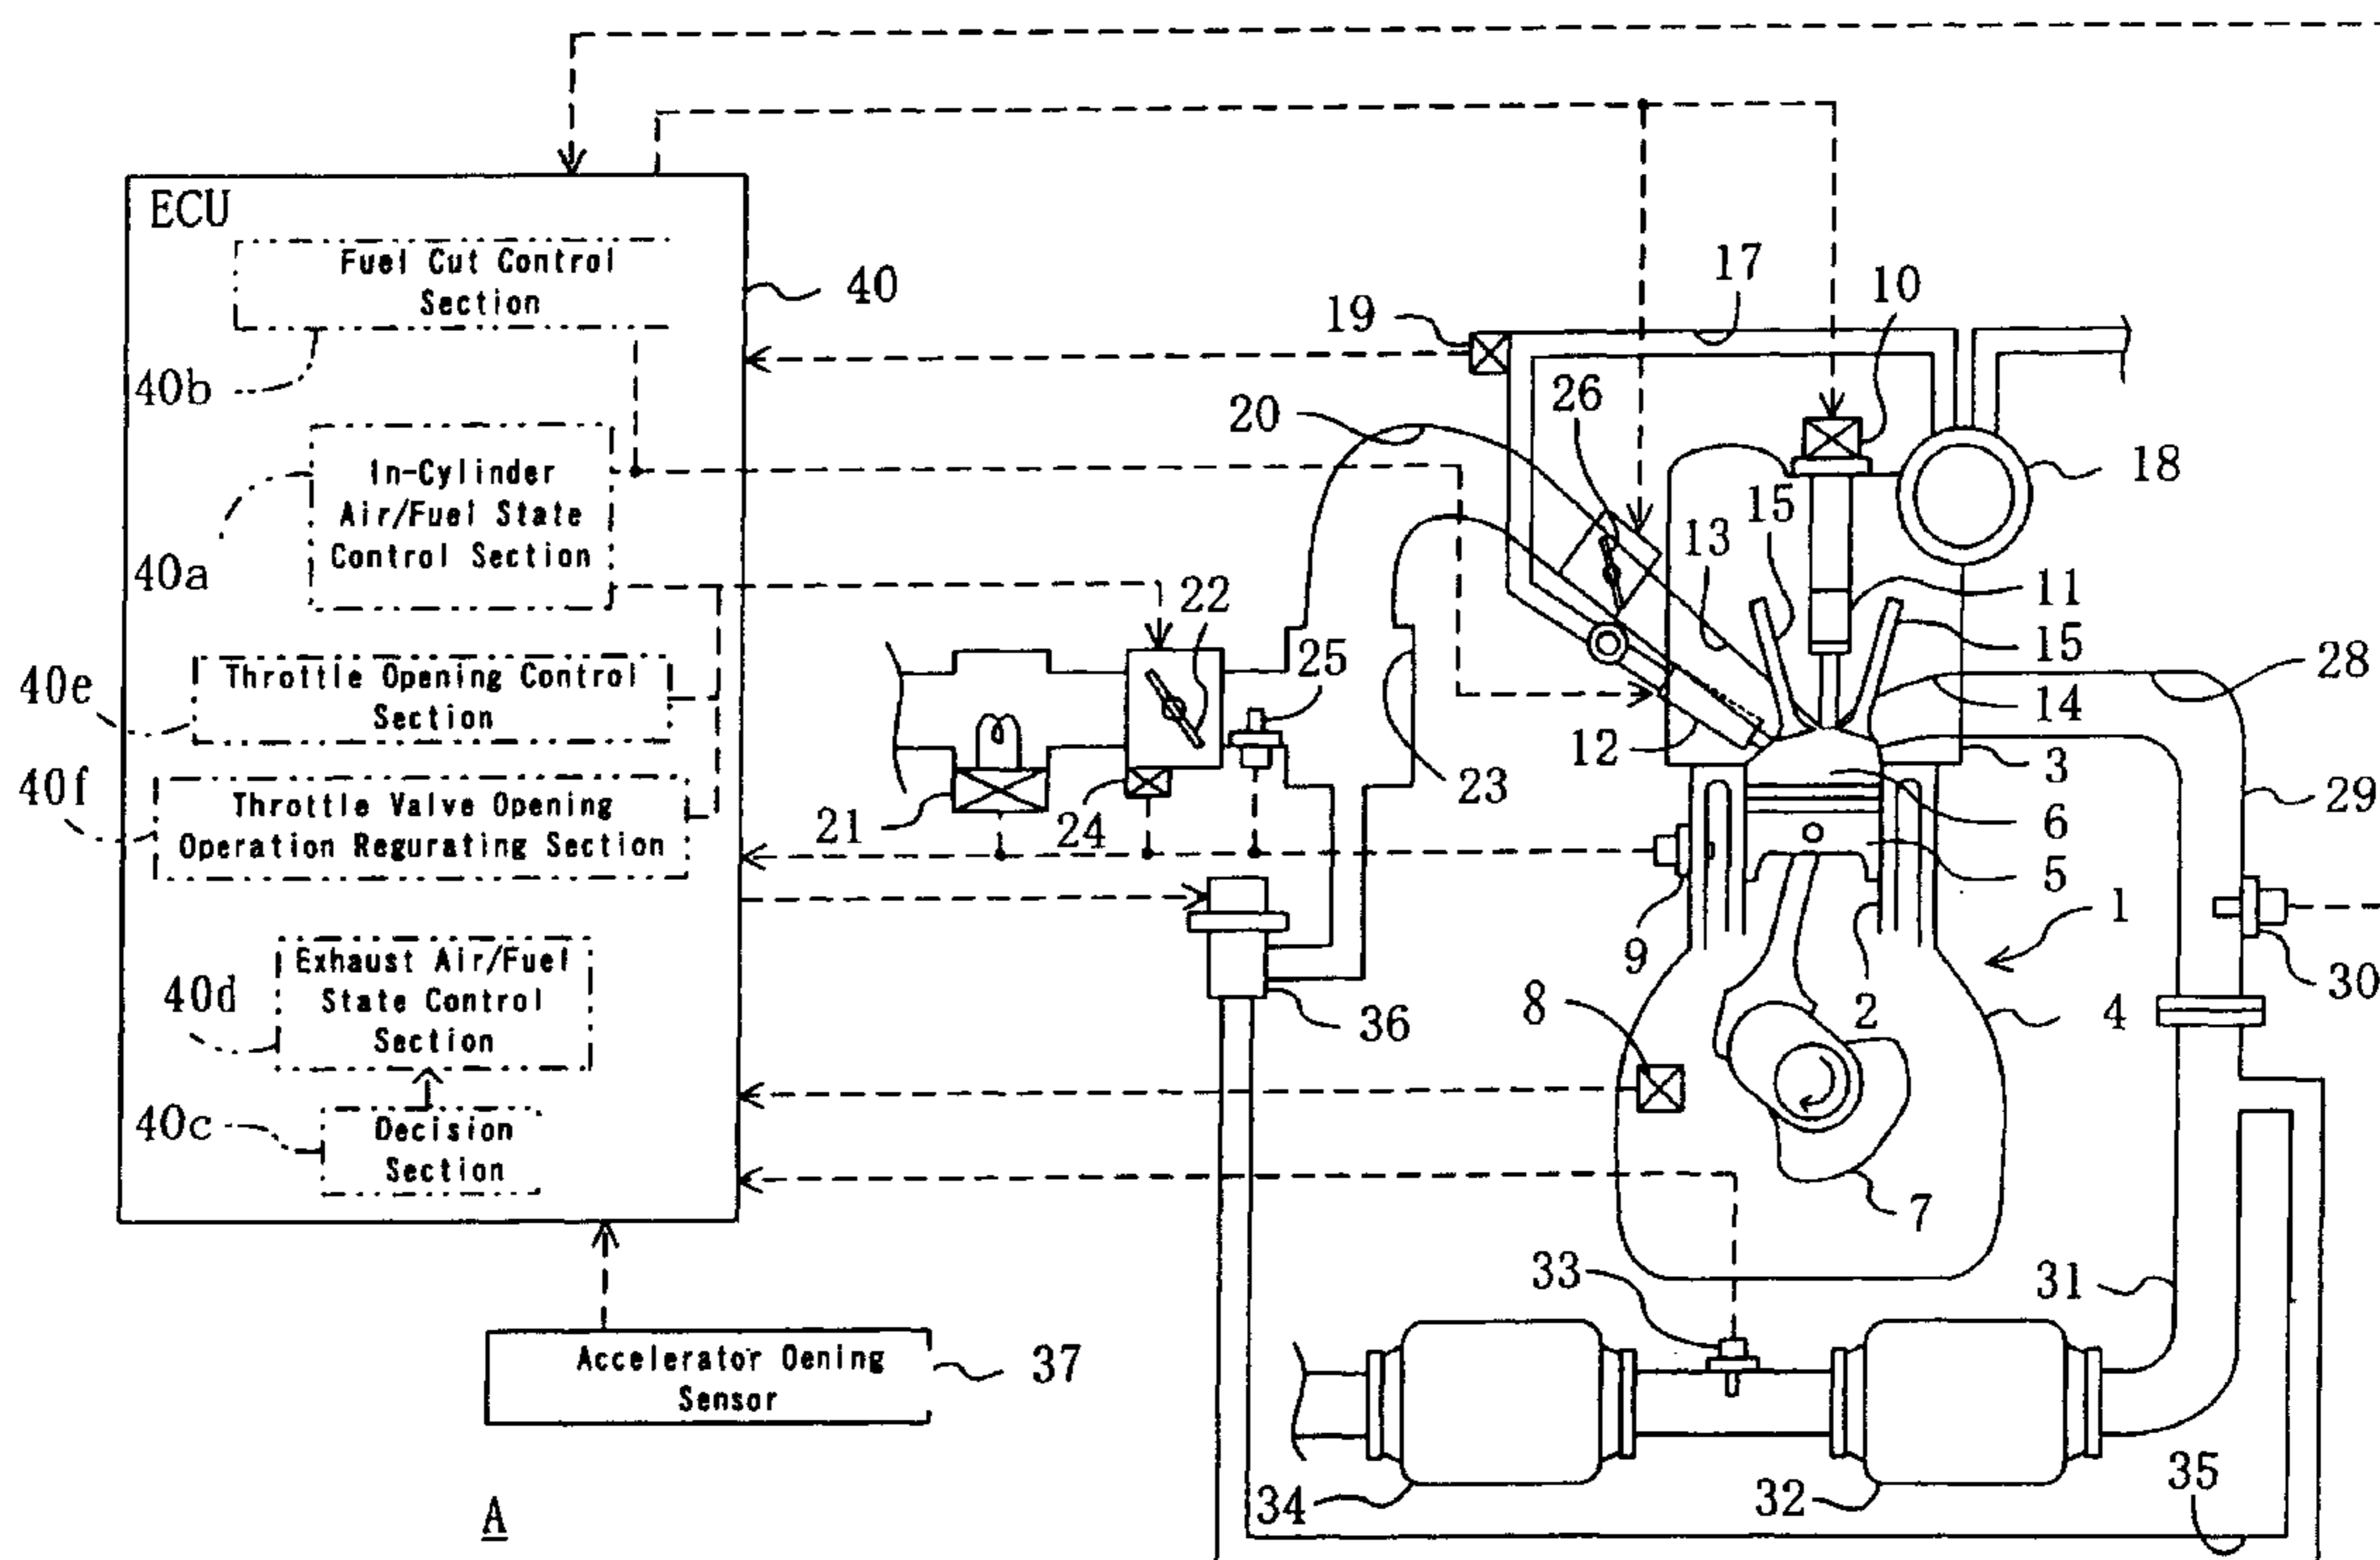 ECU
Fuel Cut Control
Section
40
17
10
19
40b
26
20
In-Cylinder
Air/Fuel State
Control Section
18
15
13
40a
22
11
25
15
28
Throttle Opening Control
Section
40e
14
12
3
23
29
40f
Throttle Valve Opening
Operation Regurating Section
21
24
6
5
1
9
Exhaust Air/Fuel
State Control
Section
40d
30
8
2
4
36
40c
Decision
Section
7
33
31
Accelerator Oening
Sensor
37
35
34
32
A